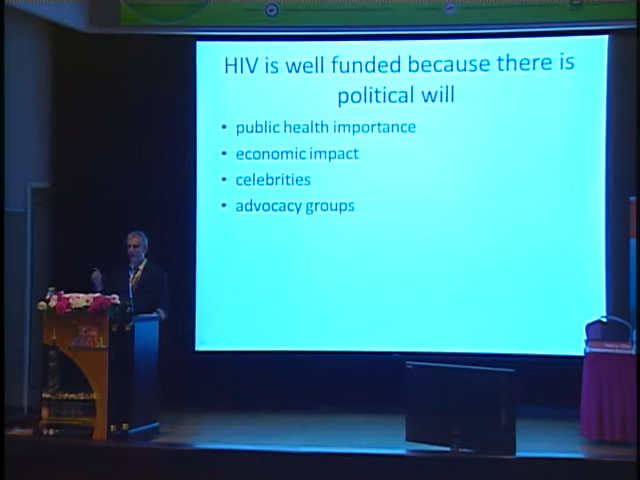 HIV is well funded because there is
political will
• public health importance
• economic impact
• celebrities
• advocacy groups